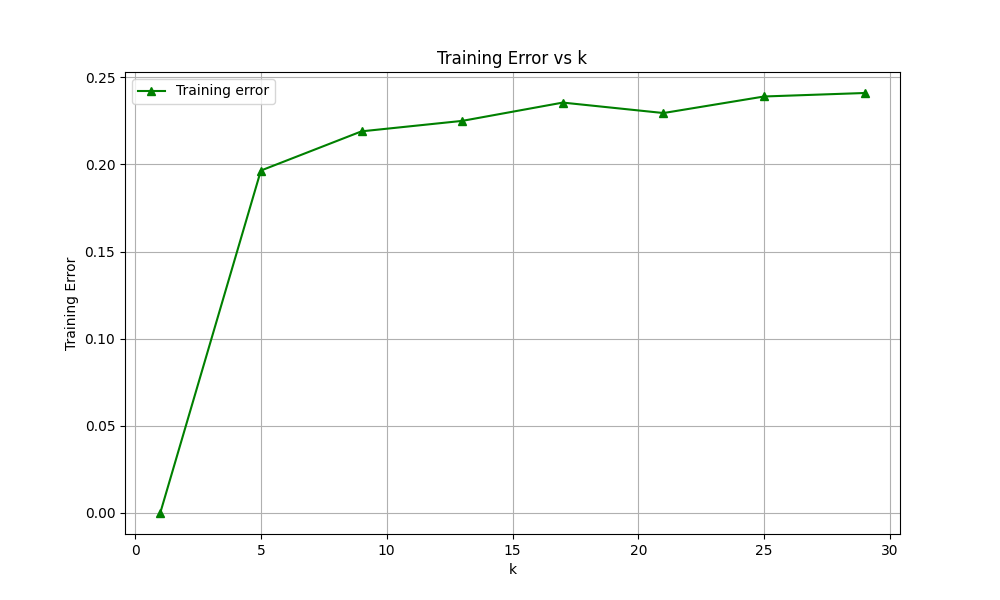 Training Error vs k
Training error
0.25
0.20
0.15
0.10
0.05
0.00
Training Error
0 5 10 15 20 25 30
k